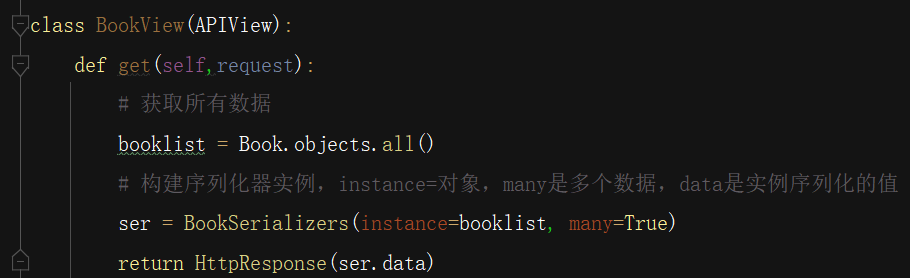 class BookView(APIView):
def get(self,request):
# 获取所有数据
booklist = Book.objects.all()
# 构建序列化器实例，instance=对象，many是多个数据，data是实例序列化的值
ser = BookSerializers(instance=booklist, many=True)
return HttpResponse(ser.data)